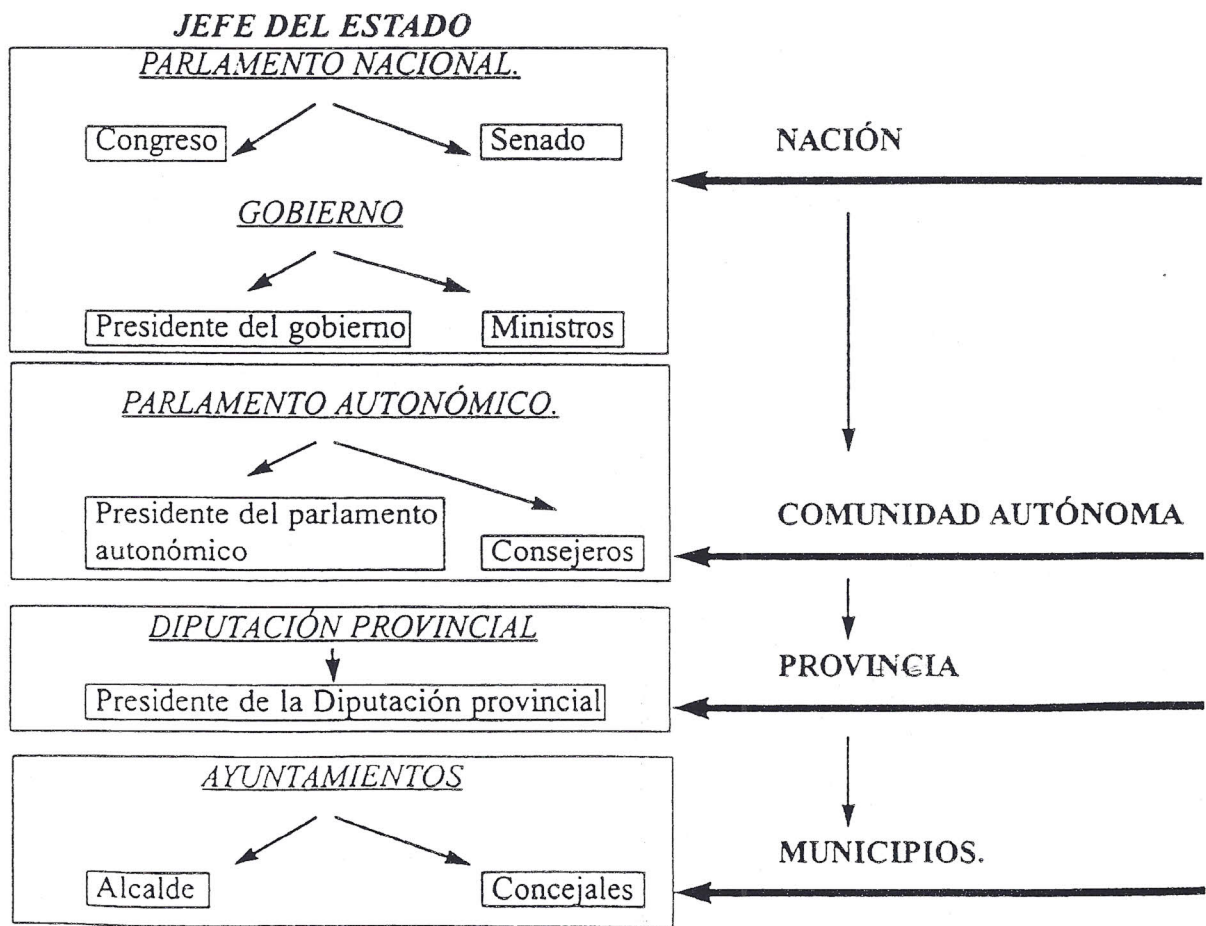 JEFE DEL ESTADO
PARLAMENTO NACIONAL.
Congreso
Senado
NACIÓN
GOBIERNO
Presidente del gobierno
Ministros
PARLAMENTO AUTONÓMICO.
Presidente del parlamento
autonómico
Consejeros
COMUNIDAD AUTÓNOMA
DIPUTACIÓN PROVINCIAL
Presidente de la Diputación provincial
PROVINCIA
AYUNTAMIENTOS
Alcalde
Concejales
MUNICIPIOS.